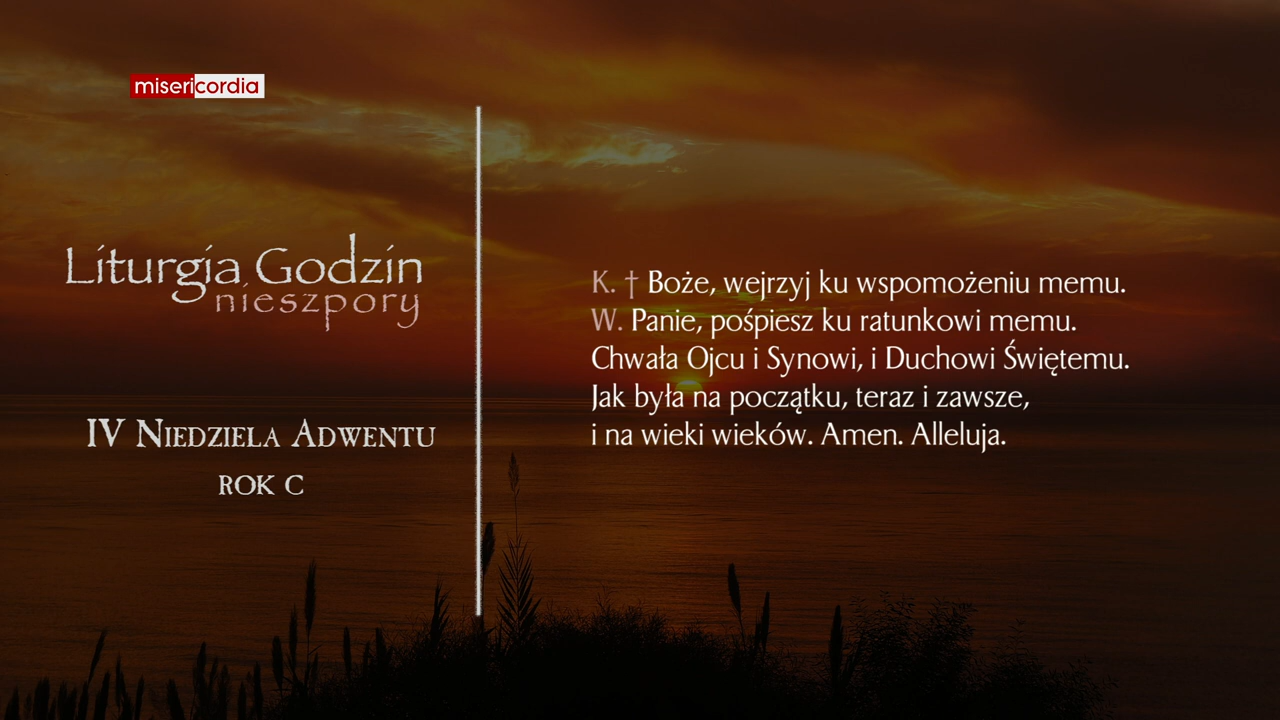 misericordia
Liturgia Godzin
nieszpory
IV Niedziela Adwentu
rok C
K. † Boże, wejrzyj ku wspomożeniu memu.
W. Panie, pośpiesz ku ratunkowi memu.
Chwała Ojcu i Synowi, i Duchowi Świętemu.
Jak była na początku, teraz i zawsze,
i na wieki wieków. Amen. Alleluja.